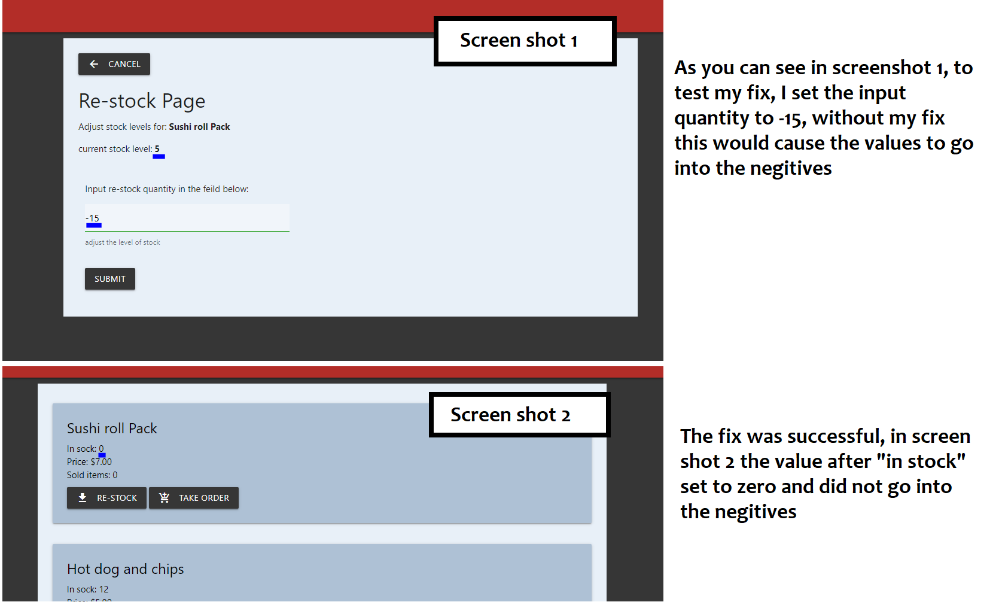 Screen shot 1
CANCEL
Re-stock Page
Adjust stock levels for: Sushi roll Pack
current stock level: 5
Input re-stock quantity in the feild below:
-15
adjust the level of stock
SUBMIT
As you can see in screenshot 1, to
test my fix, I set the input
quantity to -15, without my fix
this would cause the values to go
into the negitives
Screen shot 2
Sushi roll Pack
In sock: 0
Price: $7.00
Sold items: 0
RE-STOCK TAKE ORDER
Hot dog and chips
In sock: 12
Price: $5.00
The fix was successful, in screen
shot 2 the value after "in stock"
set to zero and did not go into
the negitives